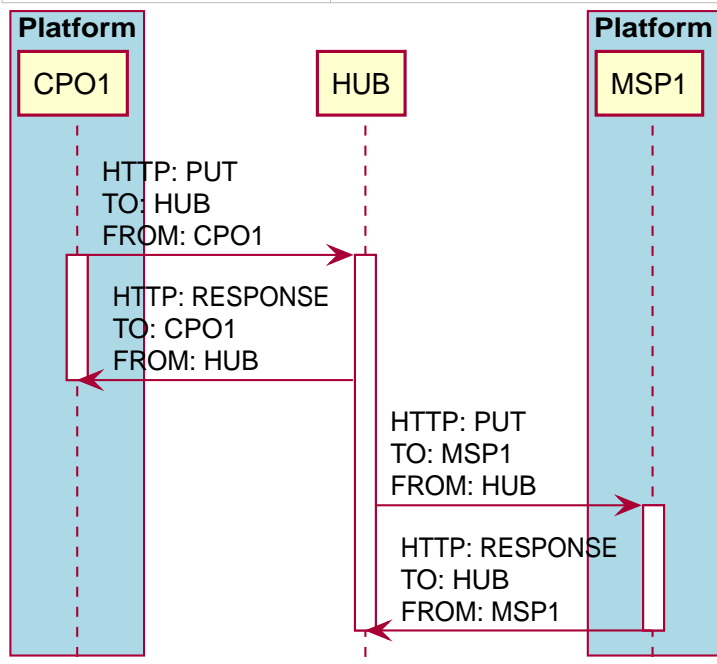 Platform
Platform
CPO1
HUB
MSP1
HTTP: PUT
TO: HUB
FROM: CPO1
HTTP: RESPONSE
TO: CPO1
FROM: HUB
HTTP: PUT
TO: MSP1
FROM: HUB
HTTP: RESPONSE
TO: HUB
FROM: MSP1